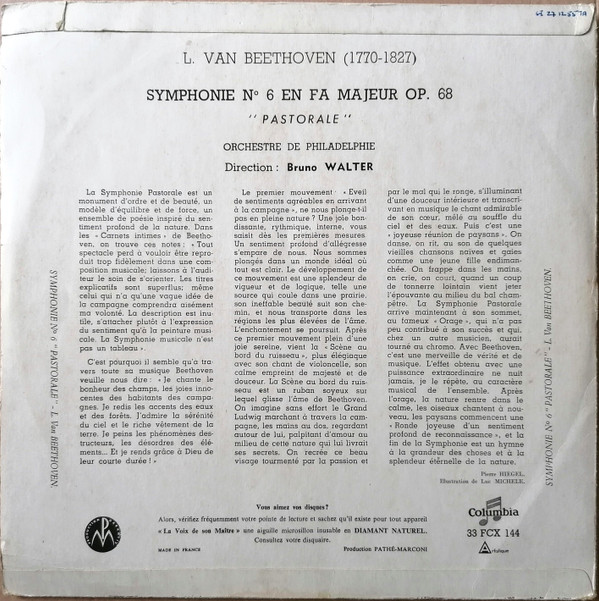 L. VAN BEETHOVEN (1770-1827)
SYMPHONIE Nº 6 EN FA MAJEUR OP. 68
" PASTORALE "
ORCHESTRE DE PHILADELPHIE
Direction : Bruno WALTER
La Symphonie Pastorale est un
monument d'ordre et de beauté, un
modèle d'équilibre et de force, un
ensemble de poésie inspiré du sen-
timent profond de la nature. Dans
les « Carnets intimes » de Beetho-
ven, on trouve ces notes : « Tout
spectacle perd à vouloir être repro-
duit trop fidèlement dans une com-
position musicale; laissons à l'audi-
teur le soin de s'orienter. Les titres
explicatifs sont superflus; même
celui qui n'a qu'une vague idée de
la campagne comprendra aisément
ma volonté. La description est inu-
tile, s'attacher plutôt à l'expression
du sentiment qu'à la peinture musi-
cale. La Symphonie musicale n'est
pas un tableau ».
C'est pourquoi il semble qu'à tra-
vers toute sa musique Beethoven
veuille nous dire : « Je chante le
bonheur des champs, les joies inno-
centes des habitants des campa-
gnes. Je redis les accents des eaux
et des forêts. J'admire la sérénité
du ciel et le riche vêtement de la
terre. Je peins les phénomènes des-
tructeurs, les désordres des élé-
ments... Et je rends grâce à Dieu de
leur courte durée ! »
Le premier mouvement : « Eveil
de sentiments agréables en arrivant
à la campagne », ne nous plonge-t-il
pas en pleine nature ? Une joie bon-
dissante, rythmique, interne, vous
saisit dès les premières mesures.
Un sentiment profond d'allégresse
s'empare de nous. Nous sommes
plongés dans un monde idéal où
tout est clair. Le développement de
ce mouvement est une splendeur de
vigueur et de logique, telle une
source qui coule dans une prairie,
son ineffable beauté suit son che-
min, et nous transporte dans les
régions les plus élevées de l'âme.
L'enchantement se poursuit. Après
ce premier mouvement plein d'une
joie sereine, vient la « Scène au
bord du ruisseau », plus élégiaque
avec son chant de violoncelle, son
calme empreint de majesté et de
douceur. La Scène au bord du ruis-
seau est un ruban soyeux sur
lequel glisse l'âme de Beethoven.
On imagine sans effort le Grand
Ludwig marchant à travers la cam-
pagne, les mains au dos, regardant
autour de lui, palpitant d'amour au
milieu de cette nature qui lui livrait
ses secrets. On recrée ce beau
visage tourmenté par la passion et
par le mal qui le ronge, s'illuminant
d'une douceur intérieure et transcri-
vant en musique le chant admirable
de son cœur, mêlé au souffle du
ciel et des eaux. Puis c'est une
« joyeuse réunion de paysans ». On
danse, on rit, au son de quelques
vieilles chansons naïves et gaies
comme une jeune fille endiman-
chée. On frappe dans les mains,
on crie, on court, quand un coup
de tonnerre lointain vient jeter
l'épouvante au milieu du bal cham-
pêtre. La Symphonie Pastorale
arrive maintenant à son sommet,
au fameux « Orage », qui n'a pas
peu contribué à son succès et qui,
chez un autre musicien, aurait
tourné au chromo. Avec Beethoven,
c'est une merveille de vérité et de
musique. L'effet obtenu avec une
puissance extraordinaire ne nuit
jamais, je le répète, au caractère
musical de l'ensemble. Après
l'orage, la nature rentre dans le
calme, les oiseaux chantent à nou-
veau, les paysans commencent une
« Ronde joyeuse d'un sentiment
profond de reconnaissance », et la
fin de la Symphonie est un hymne
à la grandeur des choses et à la
splendeur éternelle de la nature.
Pierre HIEGEL.
Illustration de Luc MICHELE.
SYMPHONIE Nº 6 " PASTORALE " - L. Van BEETHOVEN
SYMPHONIE Nº 6 " PASTORALE " - L. Van BEETHOVEN
Vous aimez vos disques ?
Alors, vérifiez fréquemment votre pointe de lecture et sachez qu'il existe pour tout appareil
« La Voix de son Maître » une aiguille microsillon inusable en DIAMANT NATUREL.
Consultez votre disquaire.
MADE IN FRANCE
Production PATHÉ-MARCONI
Columbia
33 FCX 144
Artistique